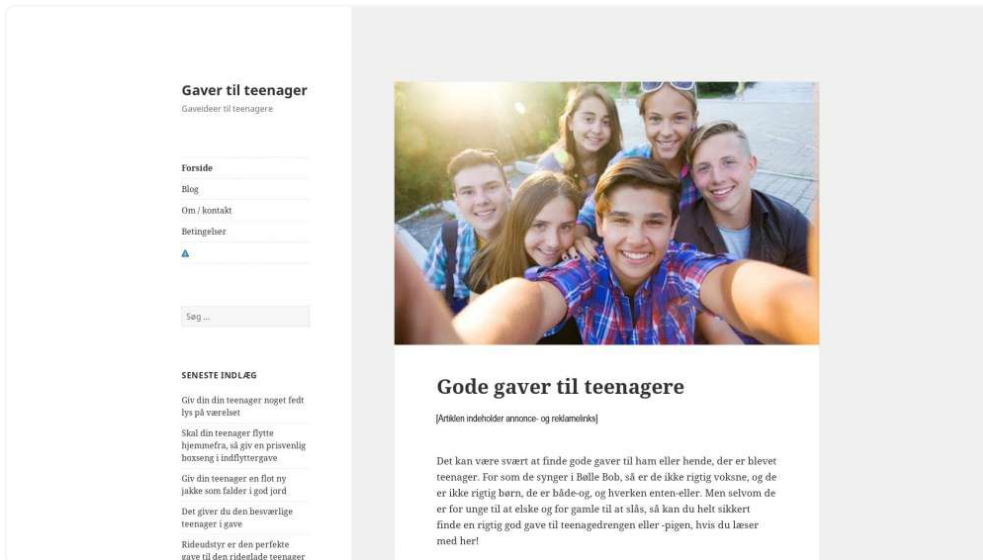 Gaver til teenager
Gaveideer til teenagere
Forside
Blog
Om / kontakt
Betingelser
Søg ...
SENESTE INDLÆG
Giv din din teenager noget fedt
lys på værelset
Skal din teenager flytte
hjemmefra, så giv en prisvenlig
boxseng i indflyttergave
Giv din teenager en flot ny
jakke som falder i god jord
Det giver du den besværlige
teenager i gave
Rideudstyr er den perfekte
gave til den rideglade teenager
Gode gaver til teenagere
[Artiklen indeholder annonce- og reklamelinks]
Det kan være svært at finde gode gaver til ham eller hende, der er blevet
teenager. For som de synger i Bølle Bob, så er de ikke rigtig voksne, og de
er ikke rigtig børn, de er både-og, og hverken enten-eller. Men selvom de
er for unge til at elske og for gamle til at slås, så kan du helt sikkert
finde en rigtig god gave til teenagedrengen eller -pigen, hvis du læser
med her!